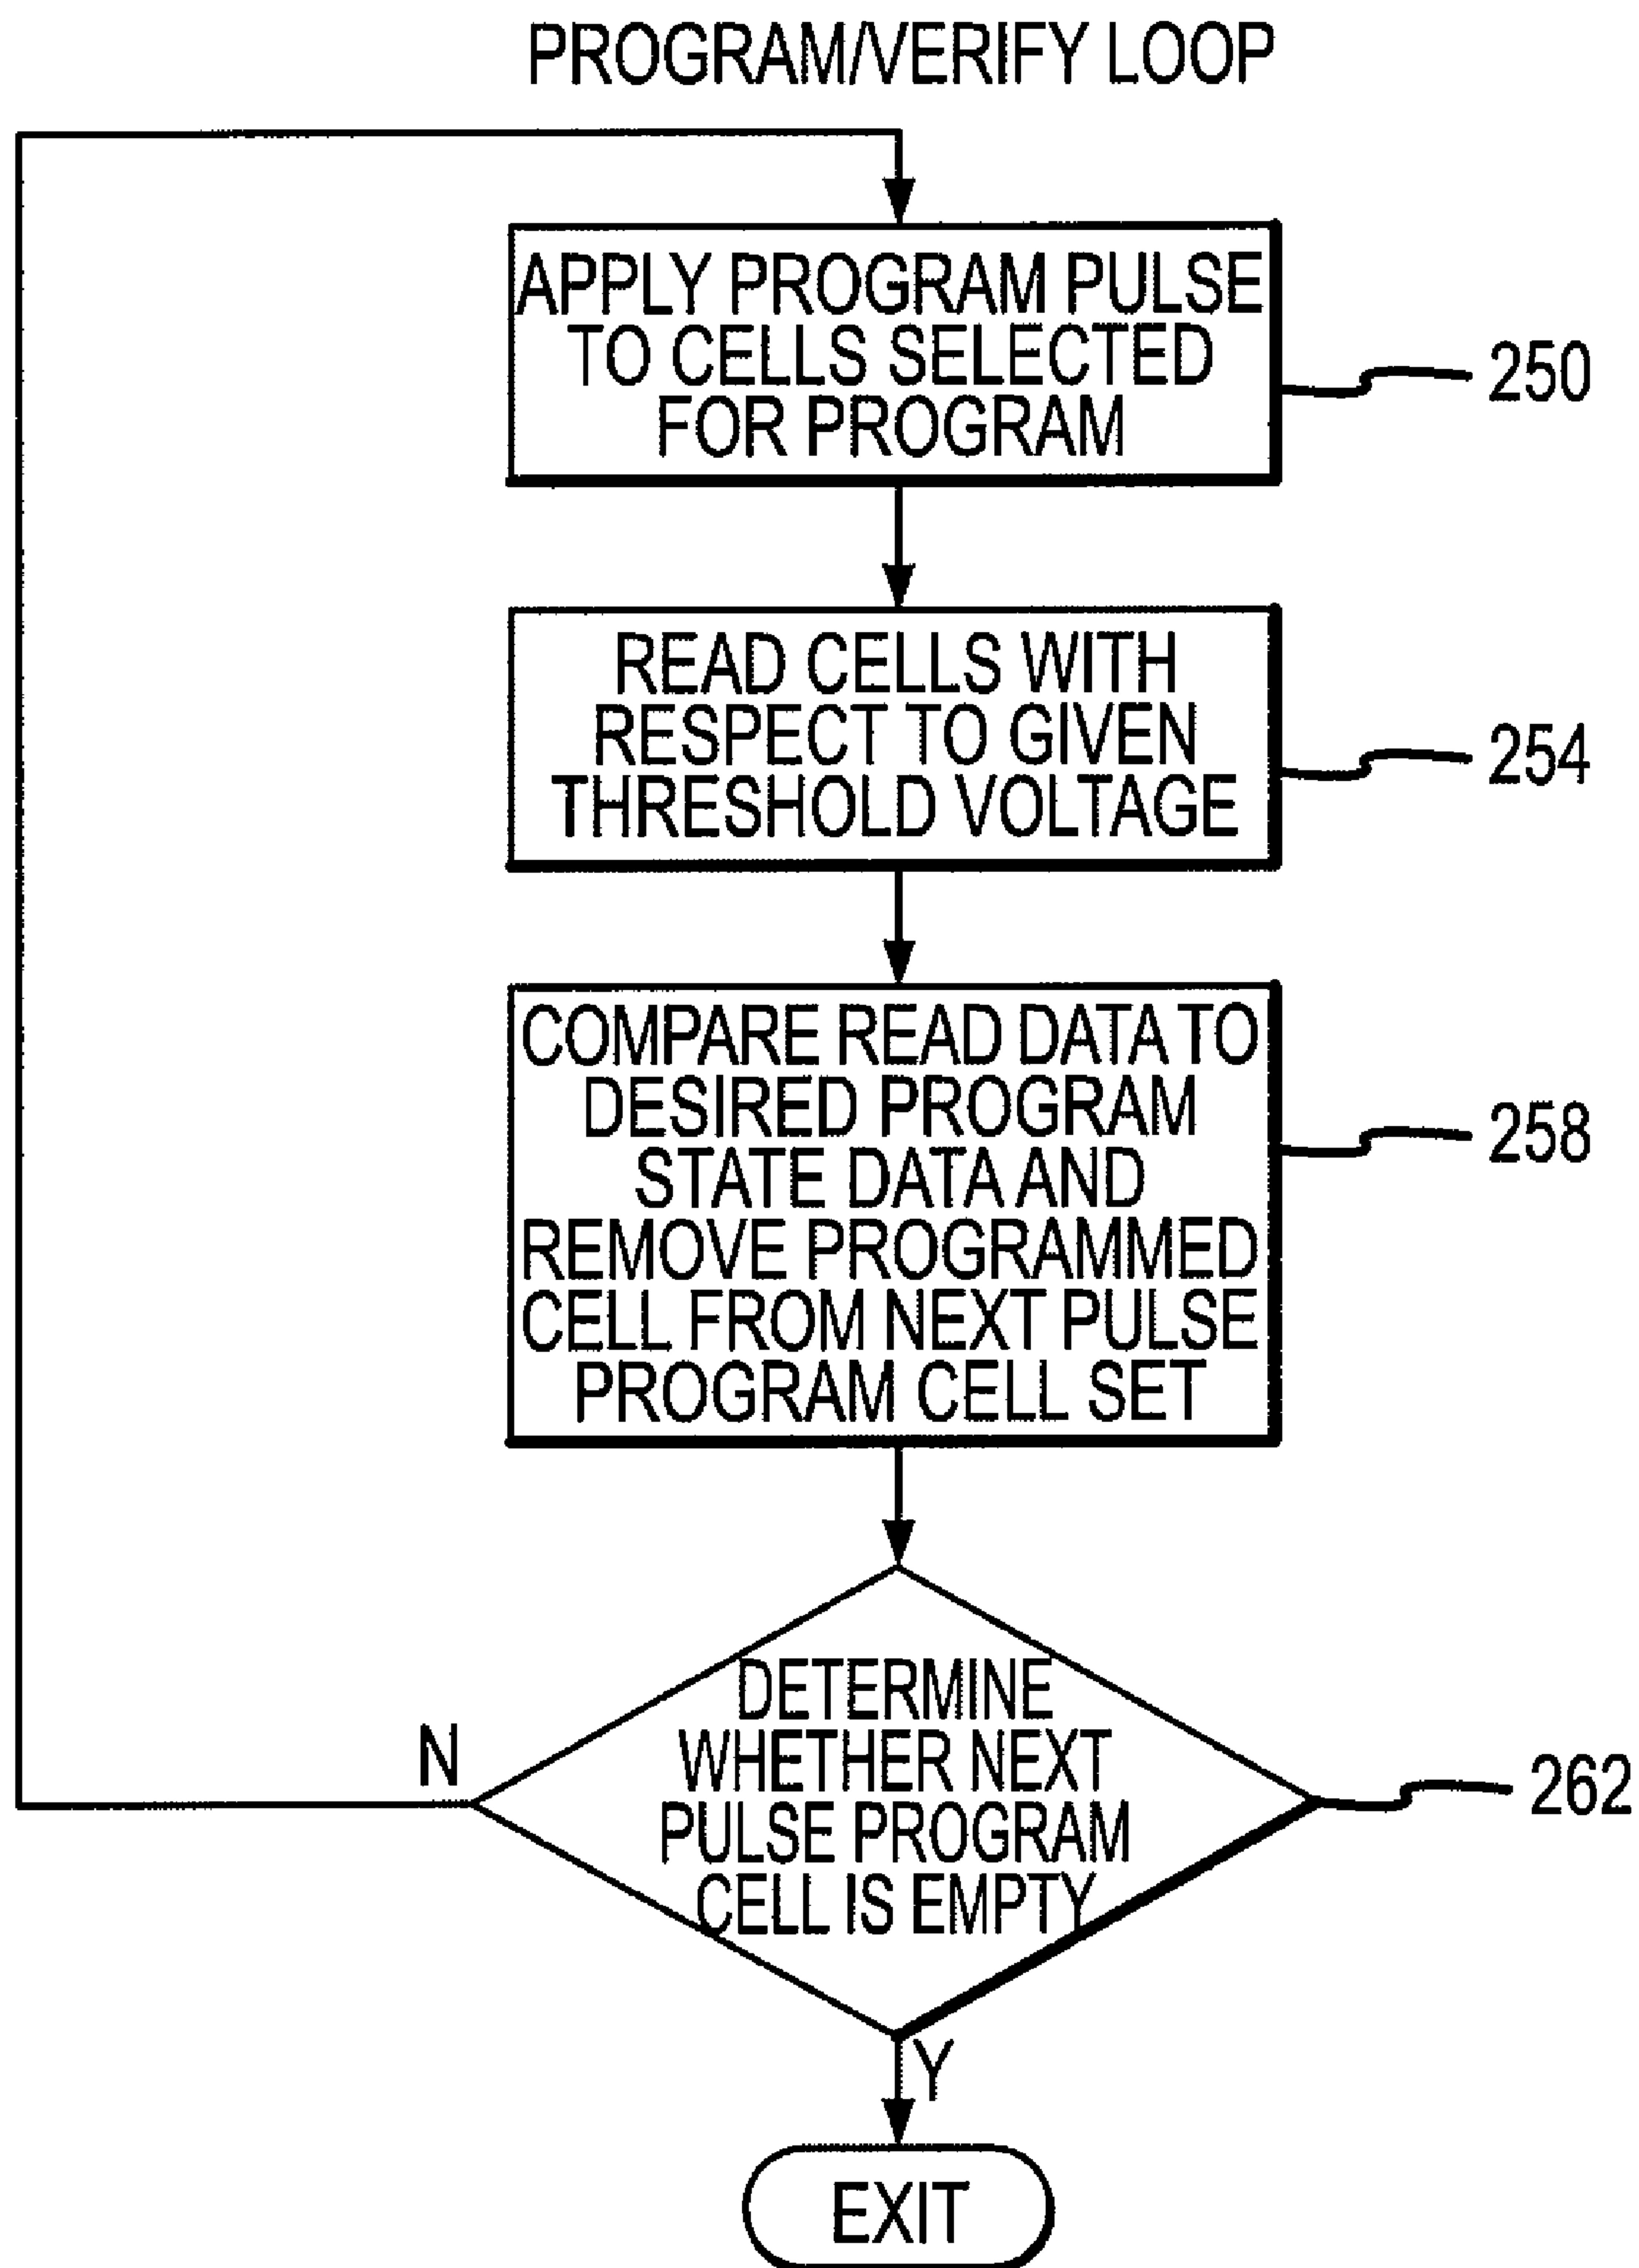 PROGRAM/VERIFY LOOP
APPLY PROGRAM PULSE
TO CELLS SELECTED
FOR PROGRAM
250
READ CELLS WITH
RESPECT TO GIVEN
THRESHOLD VOLTAGE
254
COMPARE READ DATA TO
DESIRED PROGRAM
STATE DATA AND
REMOVE PROGRAMMED
CELL FROM NEXT PULSE
PROGRAM CELL SET
258
DETERMINE
WHETHER NEXT
PULSE PROGRAM
CELL IS EMPTY
262
N
Y
EXIT